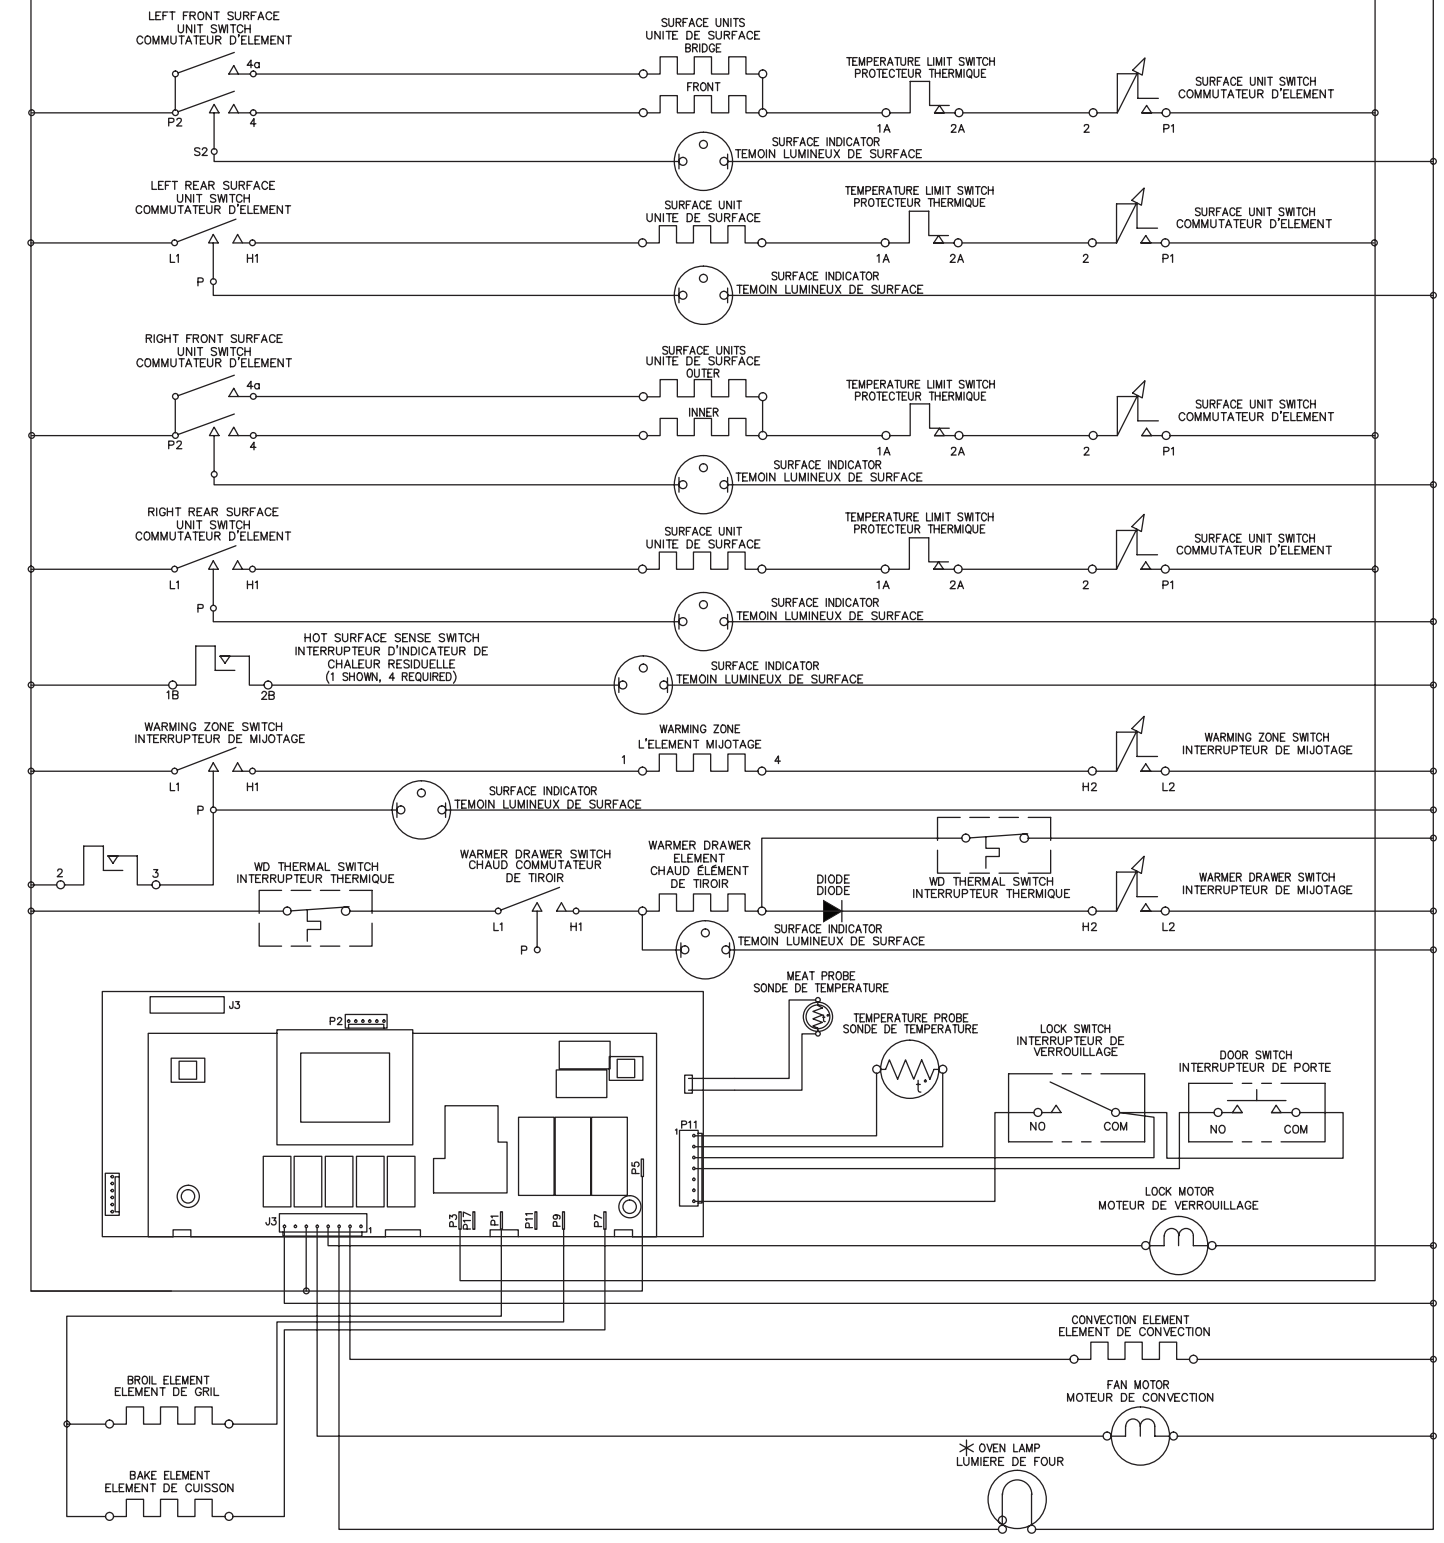 LEFT FRONT SURFACE
UNIT SWITCH
COMMUTATEUR D'ELEMENT
4a
P2
4
S2
SURFACE UNITS
UNITE DE SURFACE
BRIDGE
FRONT
TEMPERATURE LIMIT SWITCH
PROTECTEUR THERMIQUE
1A
2A
2
P1
SURFACE UNIT SWITCH
COMMUTATEUR D'ELEMENT
SURFACE INDICATOR
TEMOIN LUMINEUX DE SURFACE
LEFT REAR SURFACE
UNIT SWITCH
COMMUTATEUR D'ELEMENT
L1
H1
P
SURFACE UNIT
UNITE DE SURFACE
TEMPERATURE LIMIT SWITCH
PROTECTEUR THERMIQUE
1A
2A
2
P1
SURFACE UNIT SWITCH
COMMUTATEUR D'ELEMENT
SURFACE INDICATOR
TEMOIN LUMINEUX DE SURFACE
RIGHT FRONT SURFACE
UNIT SWITCH
COMMUTATEUR D'ELEMENT
4a
P2
4
SURFACE UNITS
UNITE DE SURFACE
OUTER
INNER
TEMPERATURE LIMIT SWITCH
PROTECTEUR THERMIQUE
1A
2A
2
P1
SURFACE UNIT SWITCH
COMMUTATEUR D'ELEMENT
SURFACE INDICATOR
TEMOIN LUMINEUX DE SURFACE
RIGHT REAR SURFACE
UNIT SWITCH
COMMUTATEUR D'ELEMENT
L1
H1
P
SURFACE UNIT
UNITE DE SURFACE
TEMPERATURE LIMIT SWITCH
PROTECTEUR THERMIQUE
1A
2A
2
P1
SURFACE UNIT SWITCH
COMMUTATEUR D'ELEMENT
SURFACE INDICATOR
TEMOIN LUMINEUX DE SURFACE
HOT SURFACE SENSE SWITCH
INTERRUPTEUR D'INDICATEUR DE
CHALEUR RESIDUELLE
(1 SHOWN, 4 REQUIRED)
1B
2B
SURFACE INDICATOR
TEMOIN LUMINEUX DE SURFACE
WARMING ZONE SWITCH
INTERRUPTEUR DE MIJOTAGE
L1
H1
P
WARMING ZONE
L'ELEMENT MIJOTAGE
1
4
H2
L2
WARMING ZONE SWITCH
INTERRUPTEUR DE MIJOTAGE
SURFACE INDICATOR
TEMOIN LUMINEUX DE SURFACE
2
3
WD THERMAL SWITCH
INTERRUPTEUR THERMIQUE
WARMER DRAWER SWITCH
CHAUD COMMUTATEUR
DE TIROIR
L1
H1
P
WARMER DRAWER
ELEMENT
CHAUD ÉLÉMENT
DE TIROIR
DIODE
DIODE
WD THERMAL SWITCH
INTERRUPTEUR THERMIQUE
WARMER DRAWER SWITCH
INTERRUPTEUR DE MIJOTAGE
H2
L2
SURFACE INDICATOR
TEMOIN LUMINEUX DE SURFACE
MEAT PROBE
SONDE DE TEMPERATURE
t°
TEMPERATURE PROBE
SONDE DE TEMPERATURE
t°
LOCK SWITCH
INTERRUPTEUR DE
VERROUILLAGE
NO
COM
DOOR SWITCH
INTERRUPTEUR DE PORTE
NO
COM
J3
P2
P11
1
P5
J3
1
P3
P17
P1
P11
P9
P7
LOCK MOTOR
MOTEUR DE VERROUILLAGE
CONVECTION ELEMENT
ELEMENT DE CONVECTION
BROIL ELEMENT
ELEMENT DE GRIL
FAN MOTOR
MOTEUR DE CONVECTION
BAKE ELEMENT
ELEMENT DE CUISSON
* OVEN LAMP
LUMIERE DE FOUR